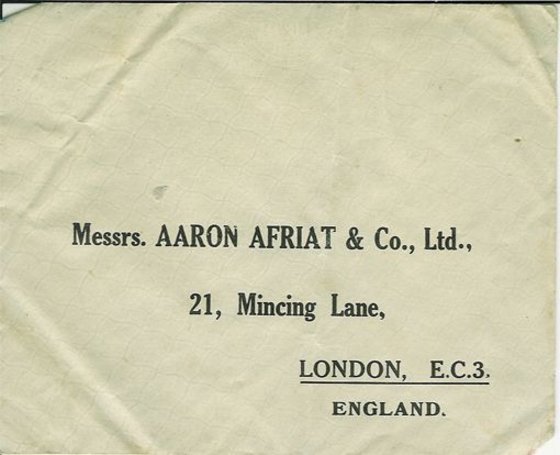 Messrs. AARON AFRIAT & Co., Ltd.,
21, Mincing Lane,
LONDON, E.C.3.
ENGLAND.